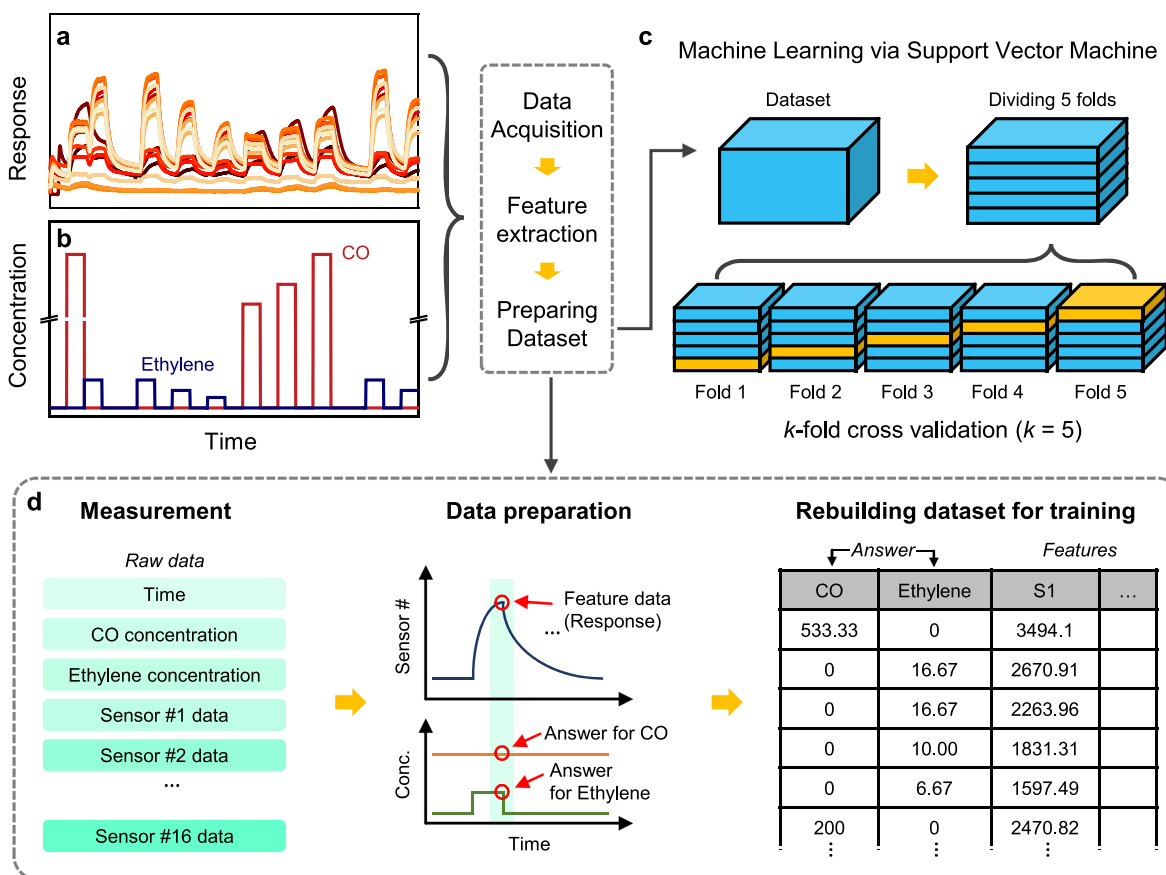 a
Response
b
CO
Ethylene
Concentration
Time
Data
Acquisition
Feature
extraction
Preparing
Dataset
c
Machine Learning via Support Vector Machine
Dataset
Dividing 5 folds
Fold 1
Fold 2
Fold 3
Fold 4
Fold 5
k-fold cross validation (k = 5)
d
Measurement
Raw data
Time
CO concentration
Ethylene concentration
Sensor #1 data
Sensor #2 data
...
Sensor #16 data
Data preparation
Sensor #
Feature data
(Response)
...
Conc.
Answer for CO
Answer
for Ethylene
Time
Rebuilding dataset for training
Answer Features
CO Ethylene S1 ...
533.33 0 3494.1
0 16.67 2670.91
0 16.67 2263.96
0 10.00 1831.31
0 6.67 1597.49
200 0 2470.82
⋮ ⋮ ⋮